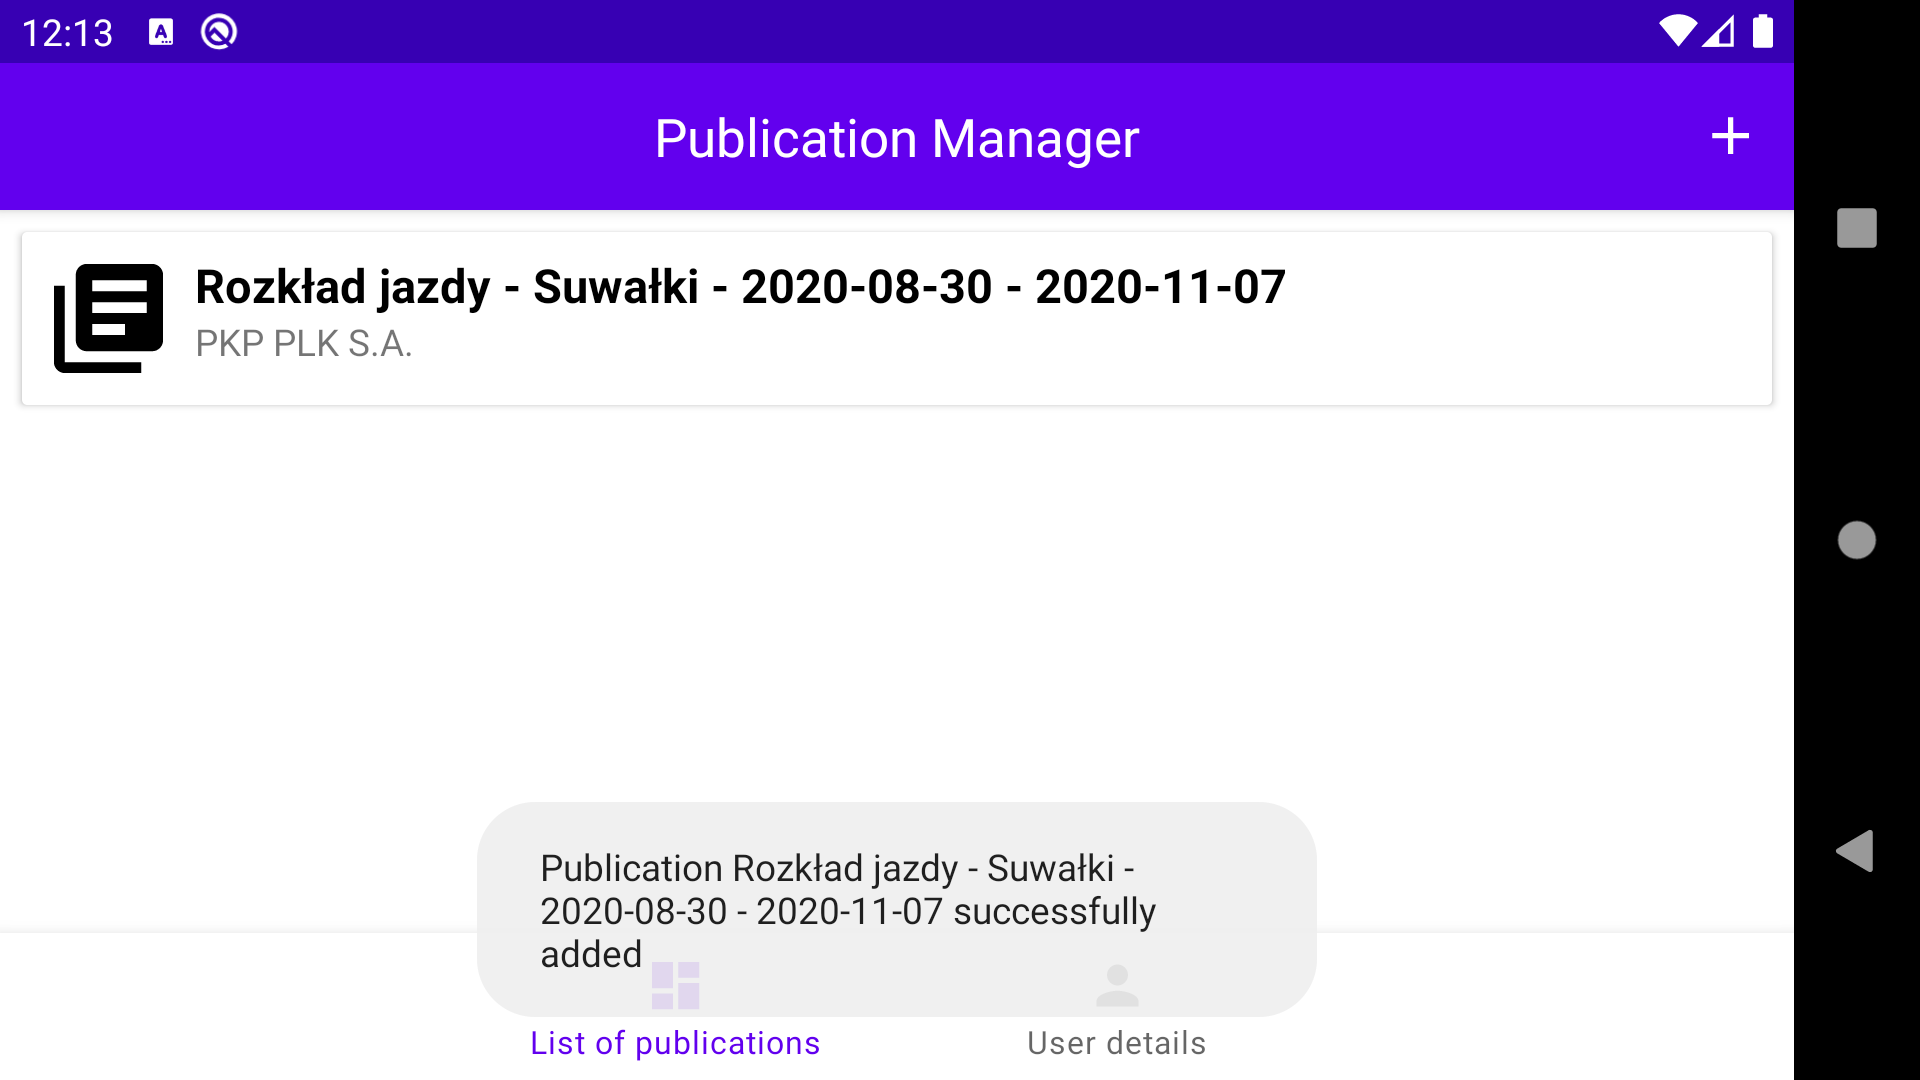 12:13
Publication Manager
Rozkład jazdy - Suwałki - 2020-08-30 - 2020-11-07
PKP PLK S.A.
Publication Rozkład jazdy - Suwałki -
2020-08-30 - 2020-11-07 successfully
added
List of publications
User details